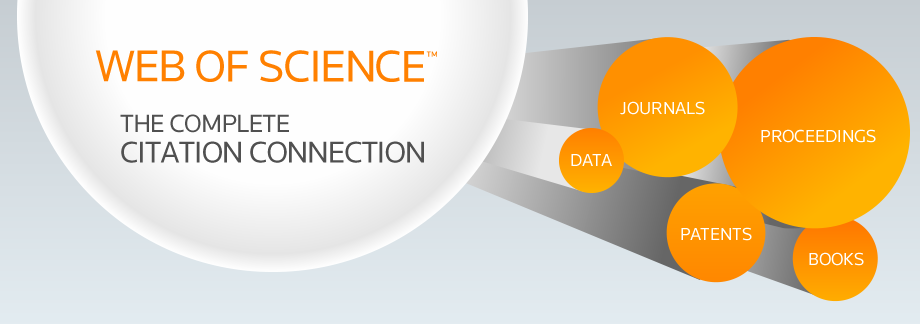 WEB OF SCIENCE™
THE COMPLETE
CITATION CONNECTION
JOURNALS
PROCEEDINGS
DATA
PATENTS
BOOKS